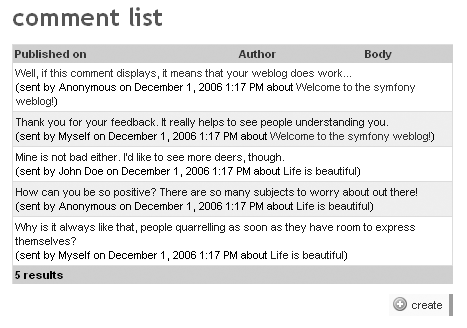 comment list
Published on Author Body
Well, if this comment displays, it means that your weblog does work...
(sent by Anonymous on December 1, 2006 1:17 PM about Welcome to the symfony
weblog!)
Thank you for your feedback. It really helps to see people understanding you.
(sent by Myself on December 1, 2006 1:17 PM about Welcome to the symfony weblog!)
Mine is not bad either. I'd like to see more deers, though.
(sent by John Doe on December 1, 2006 1:17 PM about Life is beautiful)
How can you be so positive? There are so many subjects to worry about out there!
(sent by Anonymous on December 1, 2006 1:17 PM about Life is beautiful)
Why is it always like that, people quarrelling as soon as they have room to express
themselves?
(sent by Myself on December 1, 2006 1:17 PM about Life is beautiful)
5 results
create